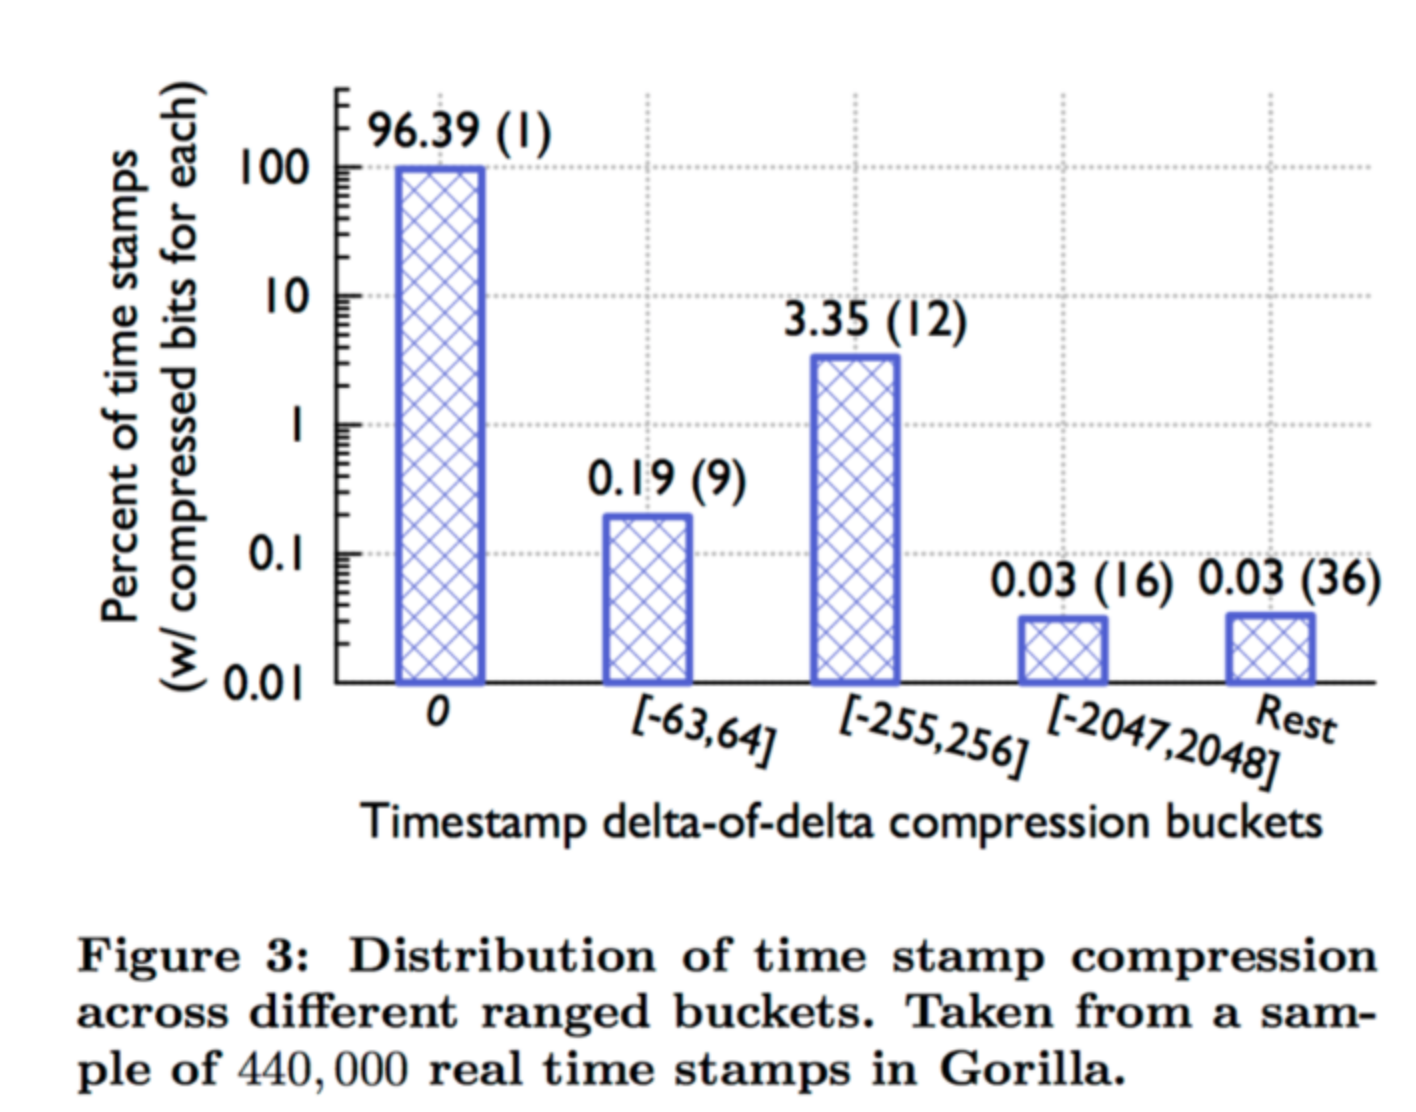 Percent of time stamps
(w/ compressed bits for each)
100
10
1
0.1
0.01
96.39 (1)
0.19 (9)
3.35 (12)
0.03 (16)
0.03 (36)
0
[-63,64]
[-255,256]
[-2047,2048]
Rest
Timestamp delta-of-delta compression buckets
Figure 3: Distribution of time stamp compression
across different ranged buckets. Taken from a sam-
ple of 440,000 real time stamps in Gorilla.